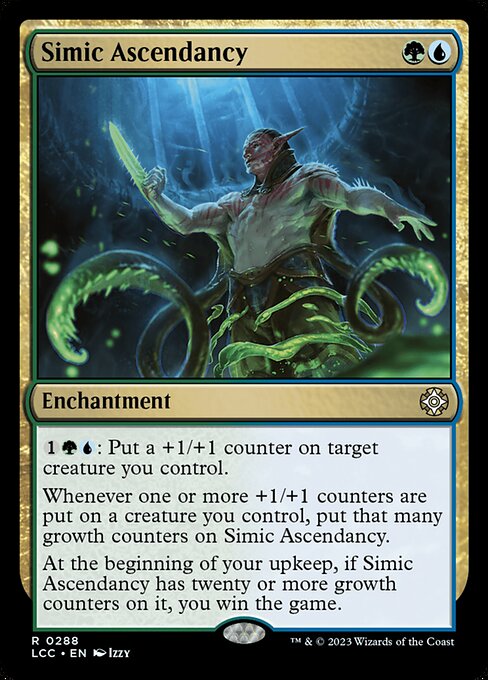 Simic Ascendancy
Enchantment
1: Put a +1/+1 counter on target
creature you control.
Whenever one or more +1/+1 counters are
put on a creature you control, put that many
growth counters on Simic Ascendancy.
At the beginning of your upkeep, if Simic
Ascendancy has twenty or more growth
counters on it, you win the game.
R 0288
LCC • EN Izzy
™ & © 2023 Wizards of the Coast